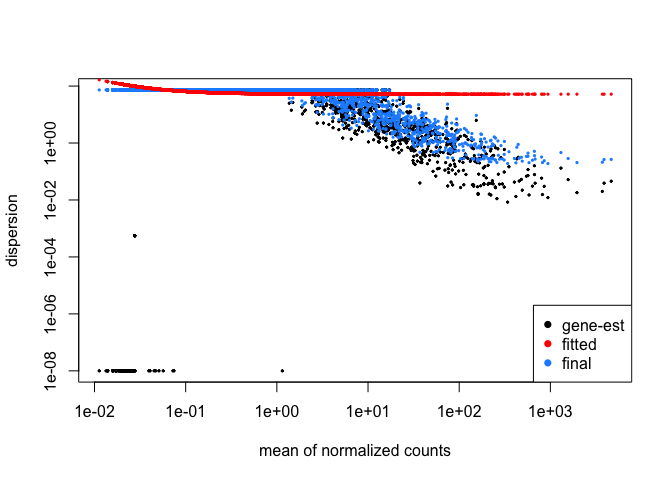 dispersion
1e+00
1e-02
1e-04
1e-06
1e-08
gene-est
fitted
final
1e-02 1e-01 1e+00 1e+01 1e+02 1e+03
mean of normalized counts